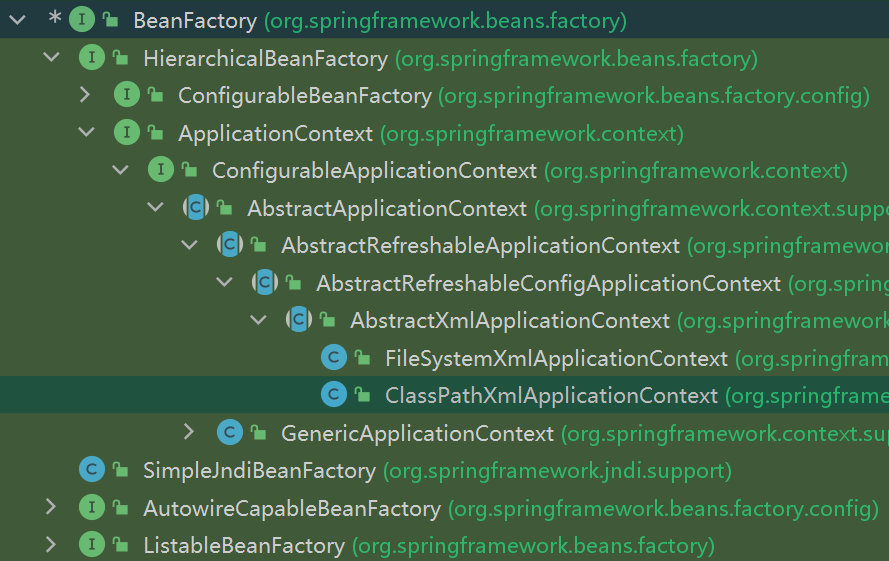 * I BeanFactory (org.springframework.beans.factory)
I HierarchicalBeanFactory (org.springframework.beans.factory)
I ConfigurableBeanFactory (org.springframework.beans.factory.config)
I ApplicationContext (org.springframework.context)
I ConfigurableApplicationContext (org.springframework.context)
C AbstractApplicationContext (org.springframework.context.suppo
C AbstractRefreshableApplicationContext (org.springframewor
C AbstractRefreshableConfigApplicationContext (org.spring
C AbstractXmlApplicationContext (org.springframework
C FileSystemXmlApplicationContext (org.springfram
C ClassPathXmlApplicationContext (org.springframe
C GenericApplicationContext (org.springframework.context.sup
C SimpleJndiBeanFactory (org.springframework.jndi.support)
I AutowireCapableBeanFactory (org.springframework.beans.factory.config)
I ListableBeanFactory (org.springframework.beans.factory)